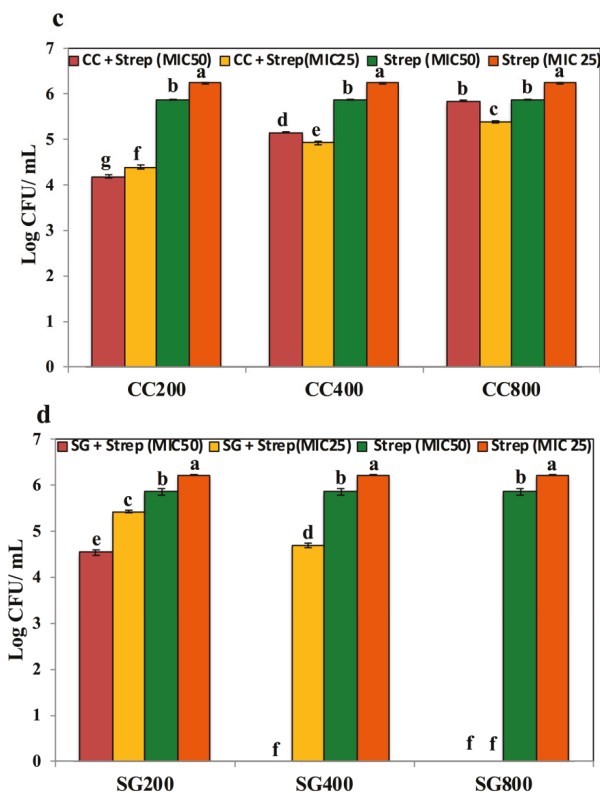 c
7
CC + Strep (MIC50) CC + Strep(MIC25) Strep (MIC50) Strep (MIC 25)
a a a
6
b b b b
c
d
5
e
f
g
4
3
2
1
0
Log CFU/ mL
CC200 CC400 CC800
d
7
SG + Strep (MIC50) SG + Strep(MIC25) Strep (MIC50) Strep (MIC 25)
a a a
6
b b b
c
5
e
d
4
3
2
1
f f f
0
Log CFU/ mL
SG200 SG400 SG800